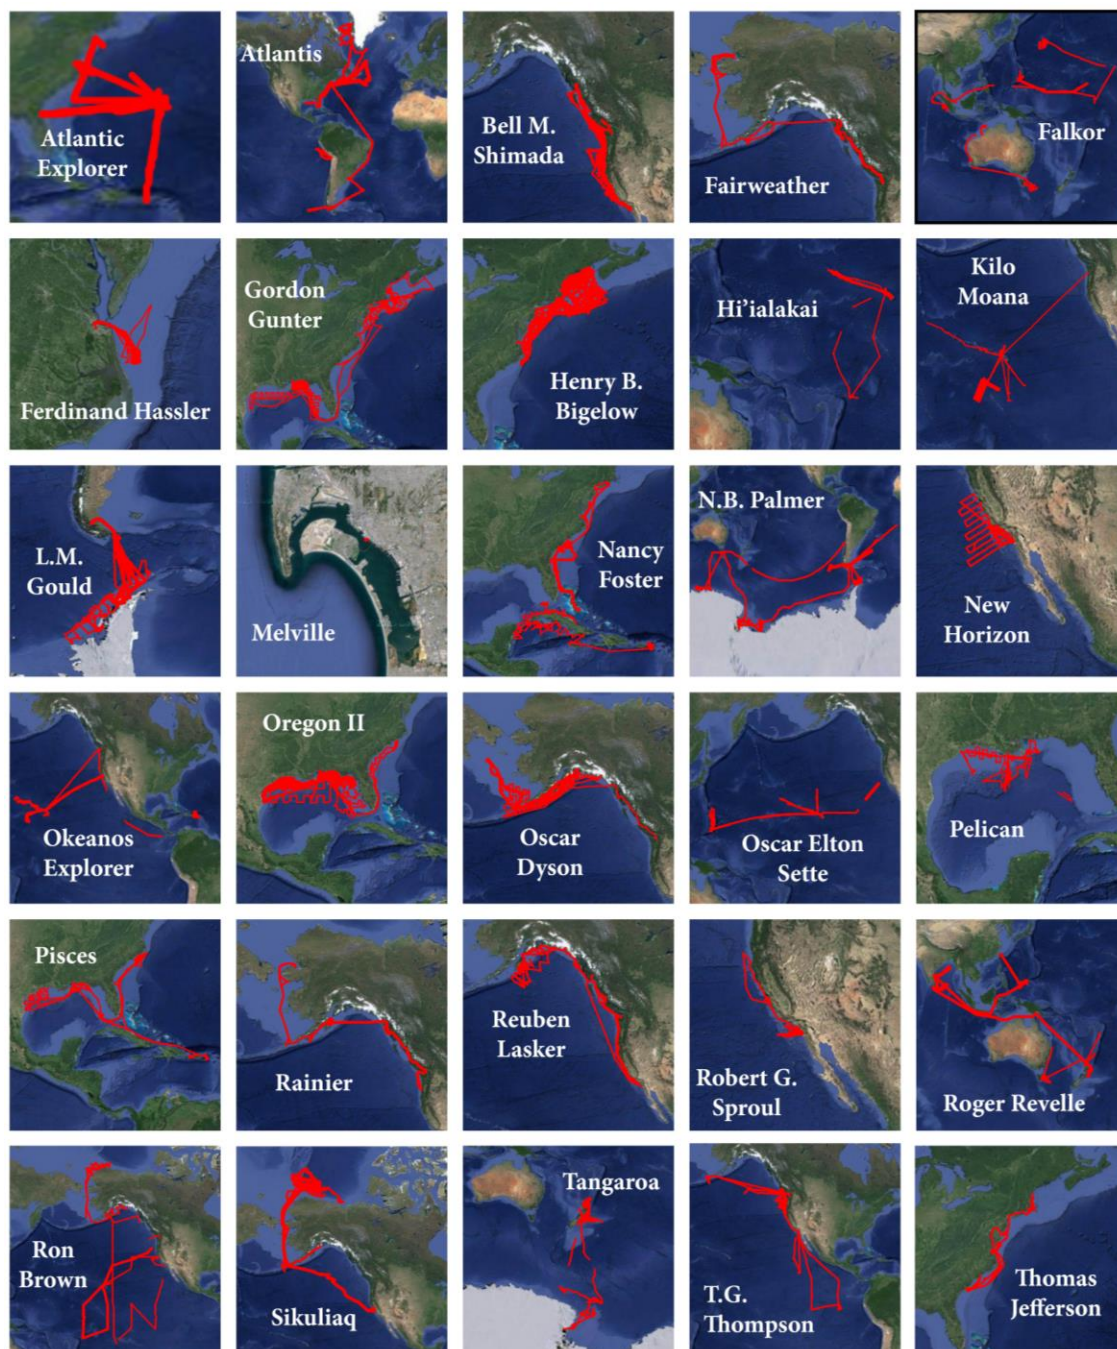 Atlantic
Explorer
Atlantis
Bell M.
Shimada
Fairweather
Falkor
Ferdinand Hassler
Gordon
Gunter
Henry B.
Bigelow
Hi'ialakai
Kilo
Moana
L.M.
Gould
Melville
Nancy
Foster
N.B. Palmer
New
Horizon
Okeanos
Explorer
Oregon II
Oscar
Dyson
Oscar Elton
Sette
Pelican
Pisces
Rainier
Reuben
Lasker
Robert G.
Sproul
Roger Revelle
Ron
Brown
Sikuliaq
Tangaroa
T.G.
Thompson
Thomas
Jefferson